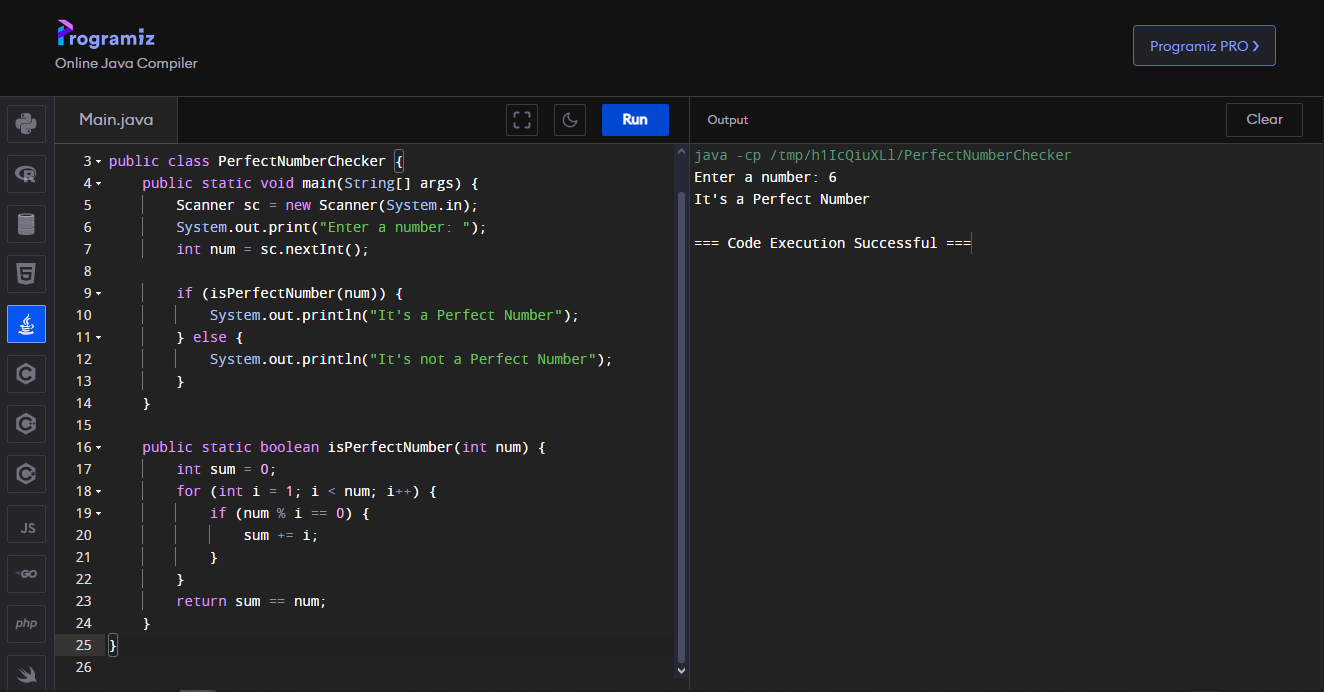 Programiz
Online Java Compiler
Programiz PRO ❯
Main.java
Run
Output
Clear
JS
GO
php
3 public class PerfectNumberChecker {
4     public static void main(String[] args) {
5         Scanner sc = new Scanner(System.in);
6         System.out.print("Enter a number: ");
7         int num = sc.nextInt();
8
9         if (isPerfectNumber(num)) {
10             System.out.println("It's a Perfect Number");
11         } else {
12             System.out.println("It's not a Perfect Number");
13         }
14     }
15
16     public static boolean isPerfectNumber(int num) {
17         int sum = 0;
18         for (int i = 1; i < num; i++) {
19             if (num % i == 0) {
20                 sum += i;
21             }
22         }
23         return sum == num;
24     }
25 }
26
java -cp /tmp/h1IcQiuXLl/PerfectNumberChecker
Enter a number: 6
It's a Perfect Number
=== Code Execution Successful ===